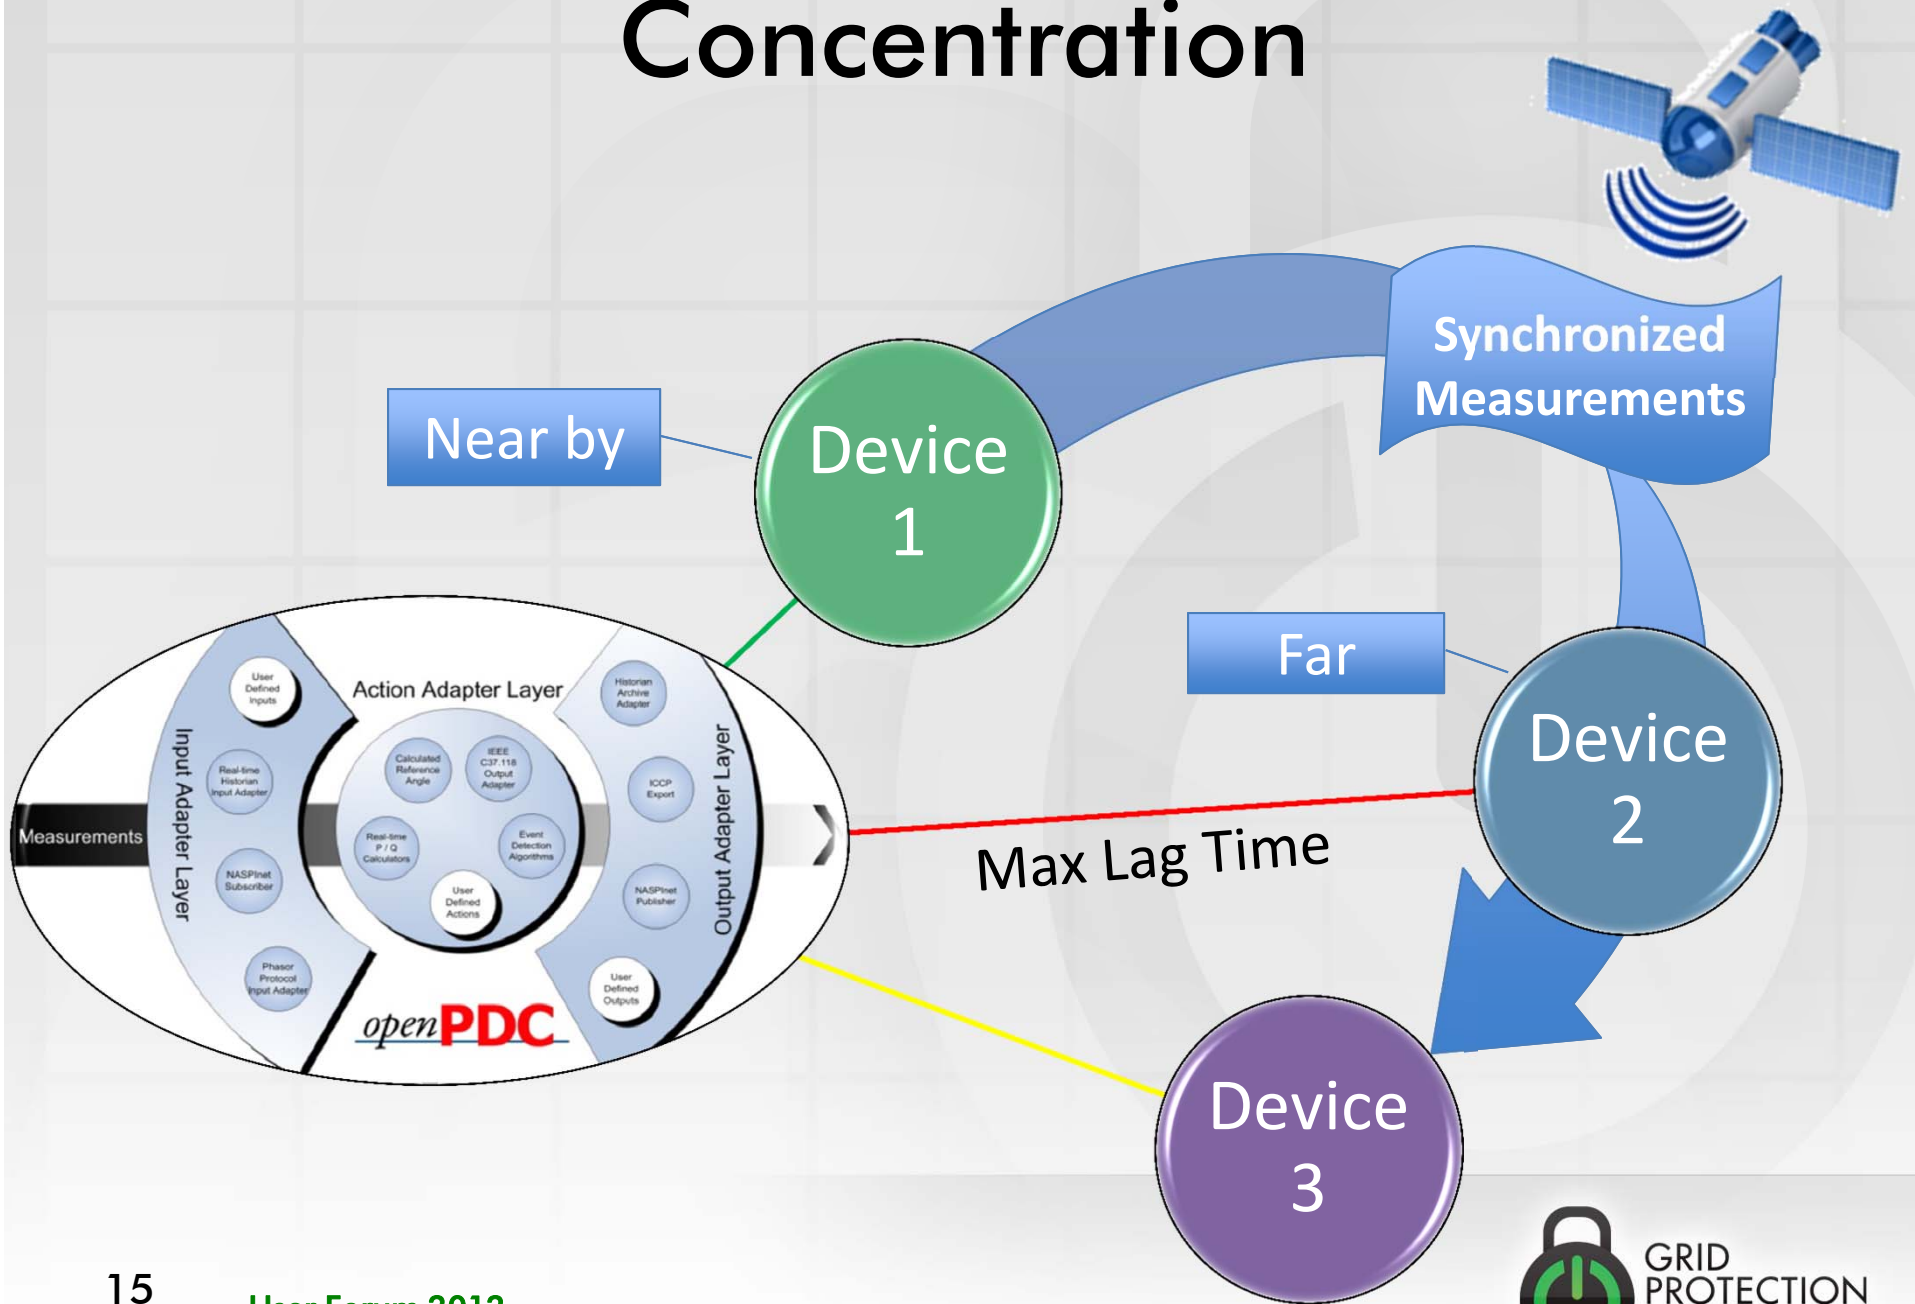 Concentration
Synchronized
Measurements
Near by
Device
1
Far
Device
2
Max Lag Time
Device
3
Measurements
Input Adapter Layer
User
Defined
Inputs
Real-time
Historian
Input Adapter
NASPInet
Subscriber
Phasor
Protocol
Input Adapter
Action Adapter Layer
Calculated
Reference
Angle
IEEE
C37.118
Output
Adapter
Real-time
P / Q
Calculators
Event
Detection
Algorithms
User
Defined
Actions
Output Adapter Layer
Historian
Archive
Adapter
ICCP
Export
NASPInet
Publisher
User
Defined
Outputs
openPDC
15
User Forum 2012
GRID
PROTECTION